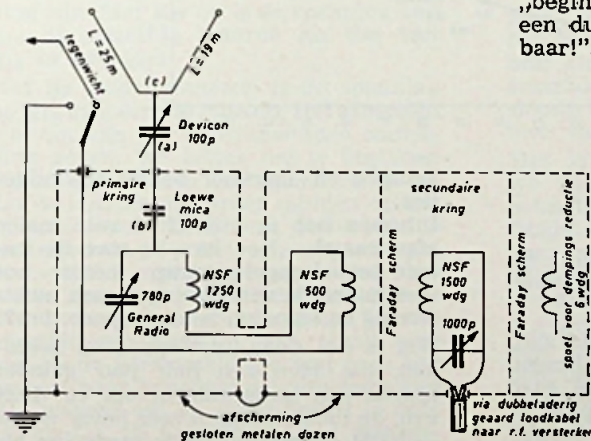 „begin
een du
baar!"
L = 25 m
L = 19 m
tegenwicht
(c)
Devicon
100p
(a)
primaire
kring
Loewe
mica
100p
(b)
secundaire
kring
NSF
1250
wdg
NSF
500
wdg
Faraday scherm
NSF
1500
wdg
Faraday scherm
spoel voor dempings reductie
6 wdg
780p
General
Radio
1000p
afscherming
gesloten metalen dozen
via dubbeladerig
geaard loodkabel
naar r.f. versterker